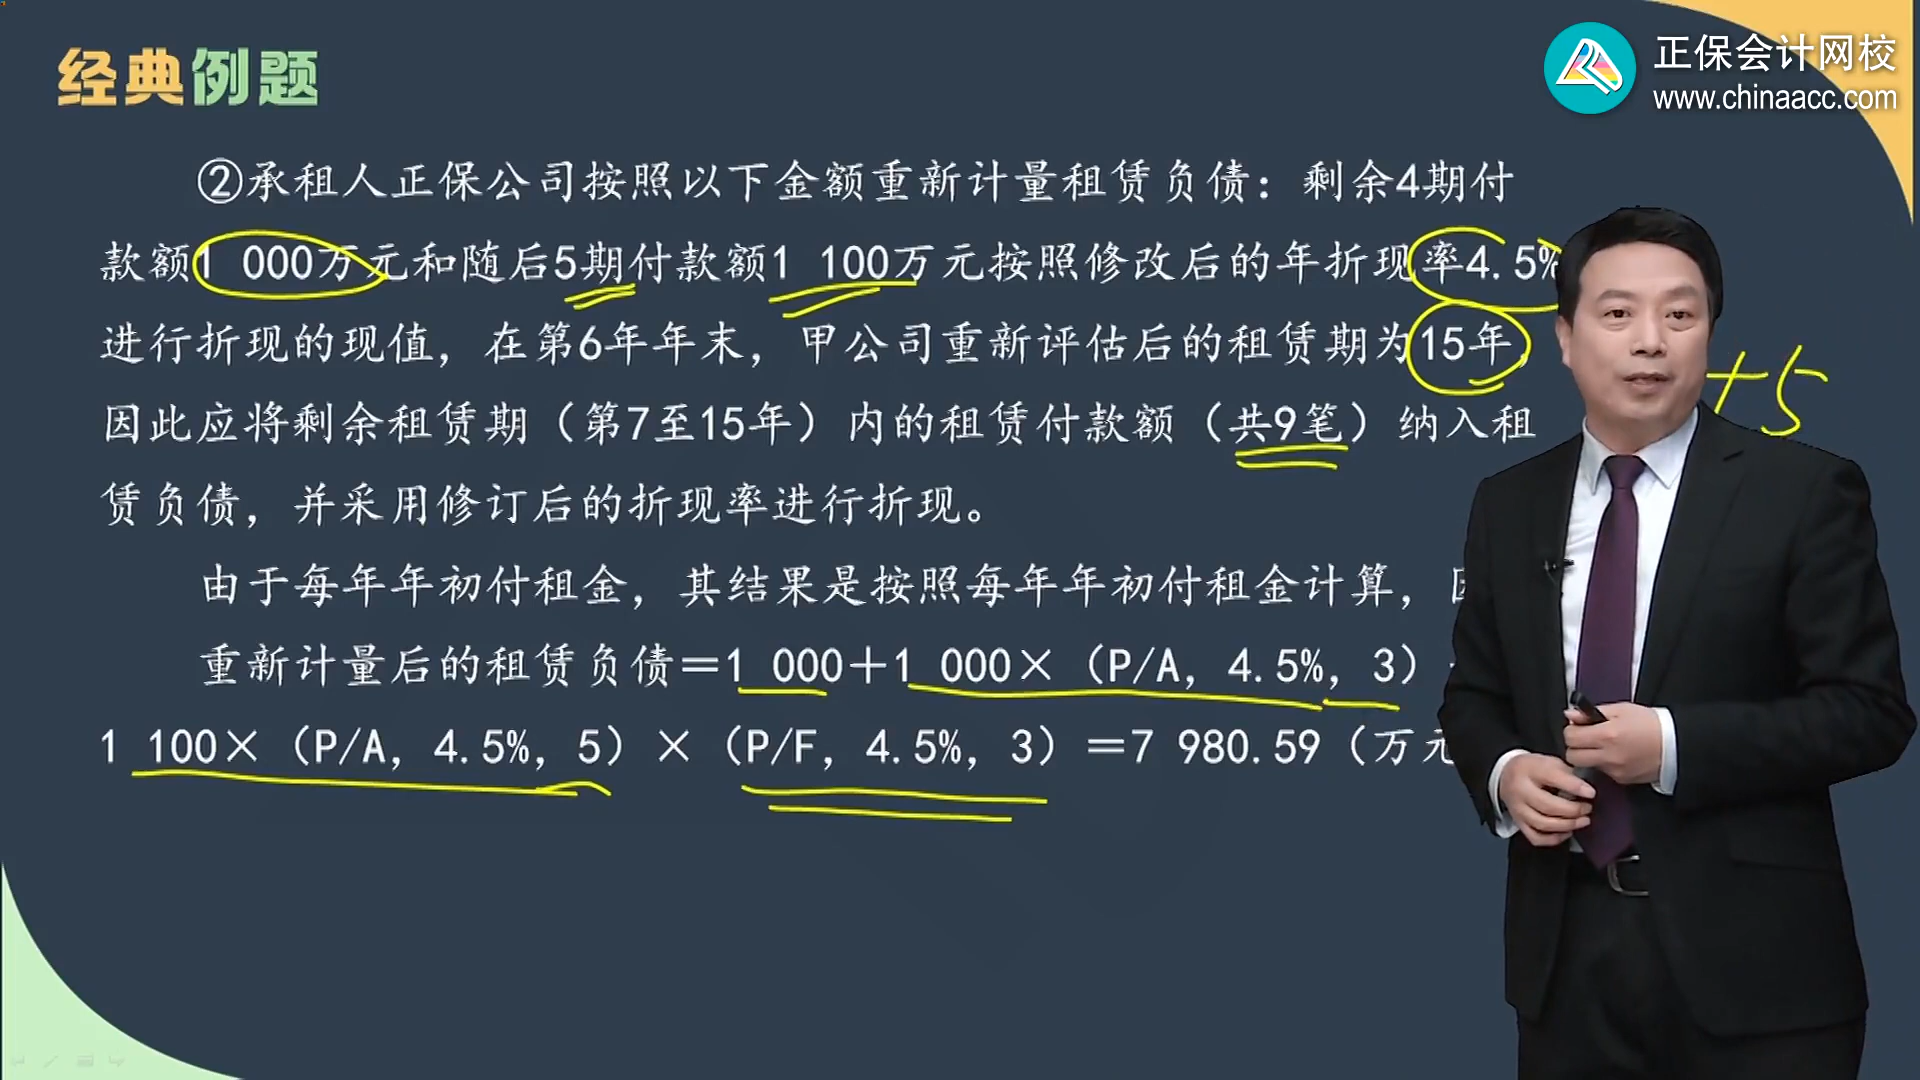 经典例题
正保会计网校
www.chinaacc.com
②承租人正保公司按照以下金额重新计量租赁负债：剩余4期付
款额1 000万元和随后5期付款额1 100万元按照修改后的年折现率4.5%
进行折现的现值，在第6年年末，甲公司重新评估后的租赁期为15年，
+5
因此应将剩余租赁期（第7至15年）内的租赁付款额（共9笔）纳入租
赁负债，并采用修订后的折现率进行折现。
由于每年年初付租金，其结果是按照每年年初付租金计算，
重新计量后的租赁负债＝1 000＋1 000×（P/A，4.5%，3）
1 100×（P/A，4.5%，5）×（P/F，4.5%，3）＝7 980.59（万元